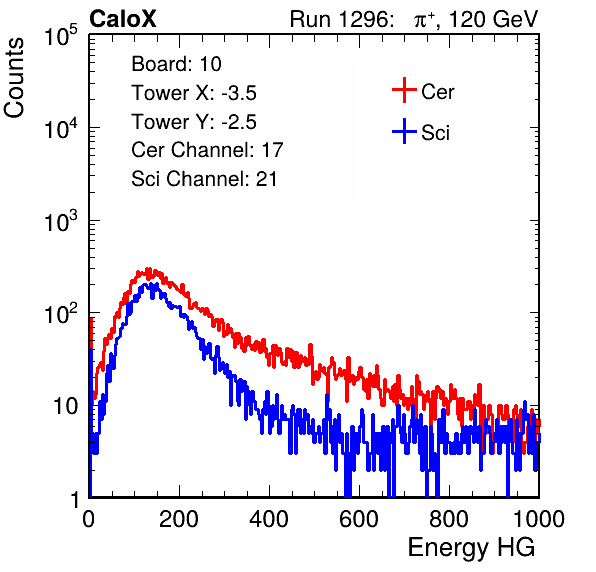 CaloX Run 1296: π⁺, 120 GeV
Counts
10⁵
10⁴
10³
10²
10
1
Board: 10
Tower X: -3.5
Tower Y: -2.5
Cer Channel: 17
Sci Channel: 21
Cer
Sci
0 200 400 600 800 1000
Energy HG